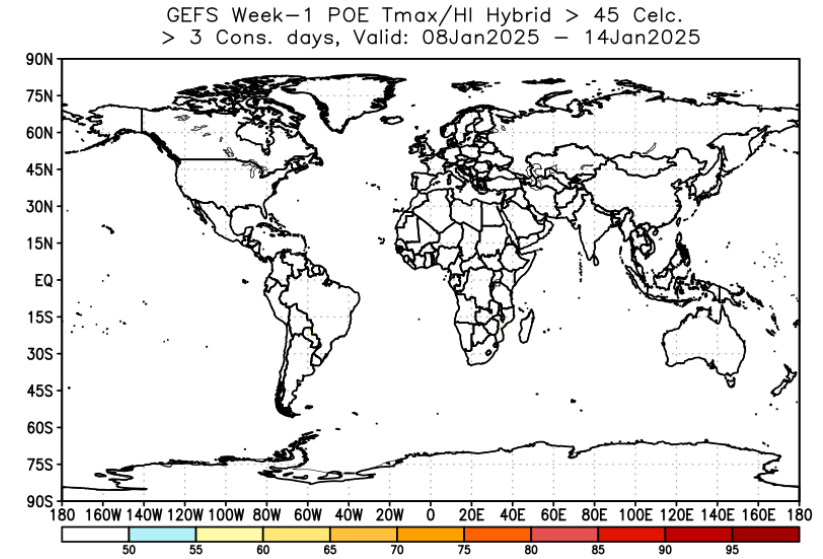 GEFS Week-1 POE Tmax/HI Hybrid > 45 Celc.
> 3 Cons. days, Valid: 08Jan2025 - 14Jan2025
90N
75N
60N
45N
30N
15N
EQ
15S
30S
45S
60S
75S
90S
180 160W 140W 120W 100W 80W 60W 40W 20W 0 20E 40E 60E 80E 100E 120E 140E 160E 180
50 55 60 65 70 75 80 85 90 95